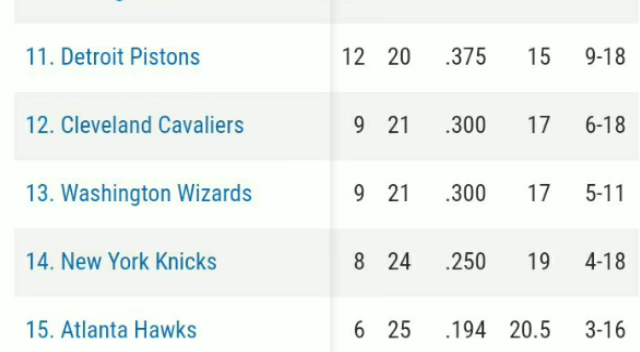 11. Detroit Pistons 12 20 .375 15 9-18
12. Cleveland Cavaliers 9 21 .300 17 6-18
13. Washington Wizards 9 21 .300 17 5-11
14. New York Knicks 8 24 .250 19 4-18
15. Atlanta Hawks 6 25 .194 20.5 3-16